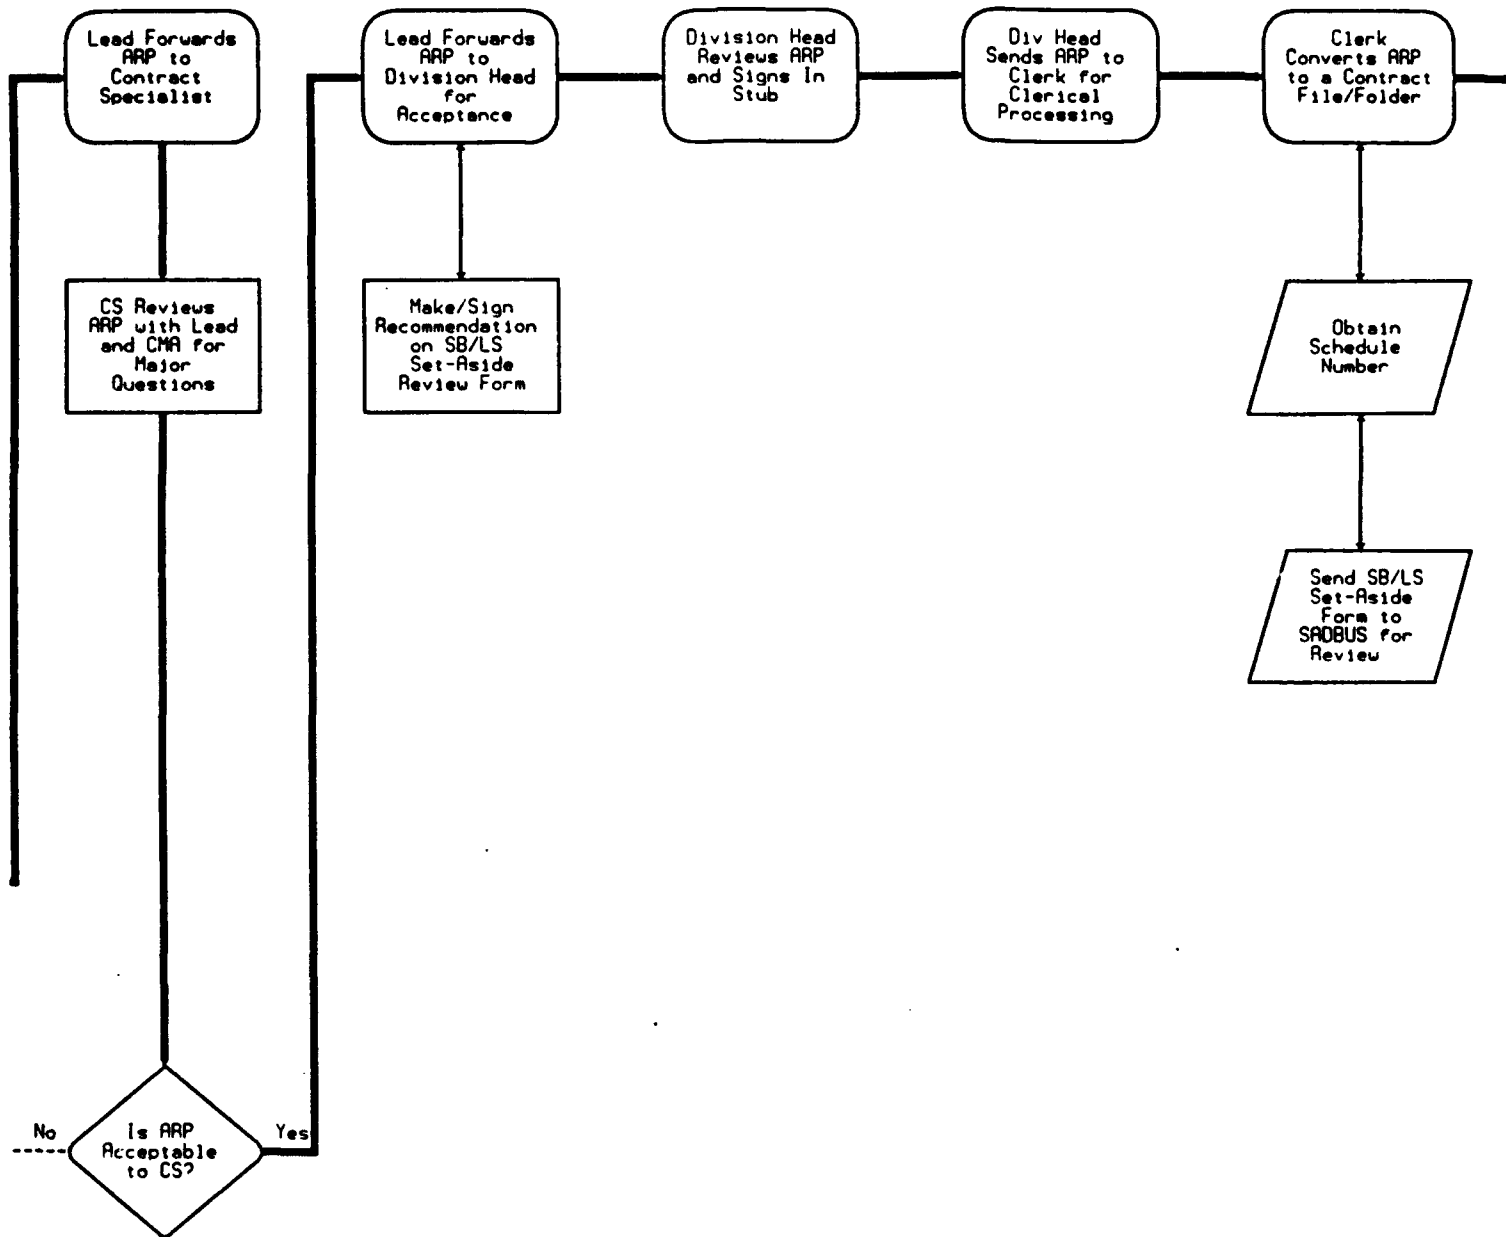 Lead Forwards
ARP to
Contract
Specialist
Lead Forwards
ARP to
Division Head
for
Acceptance
Division Head
Reviews ARP
and Signs In
Stub
Div Head
Sends ARP to
Clerk for
Clerical
Processing
Clerk
Converts ARP
to a Contract
File/Folder
CS Reviews
ARP with Lead
and CMA for
Major
Questions
Make/Sign
Recommendation
on SB/LS
Set-Aside
Review Form
Obtain
Schedule
Number
Send SB/LS
Set-Aside
Form to
SADBUS for
Review
No
Is ARP
Acceptable
to CS?
Yes